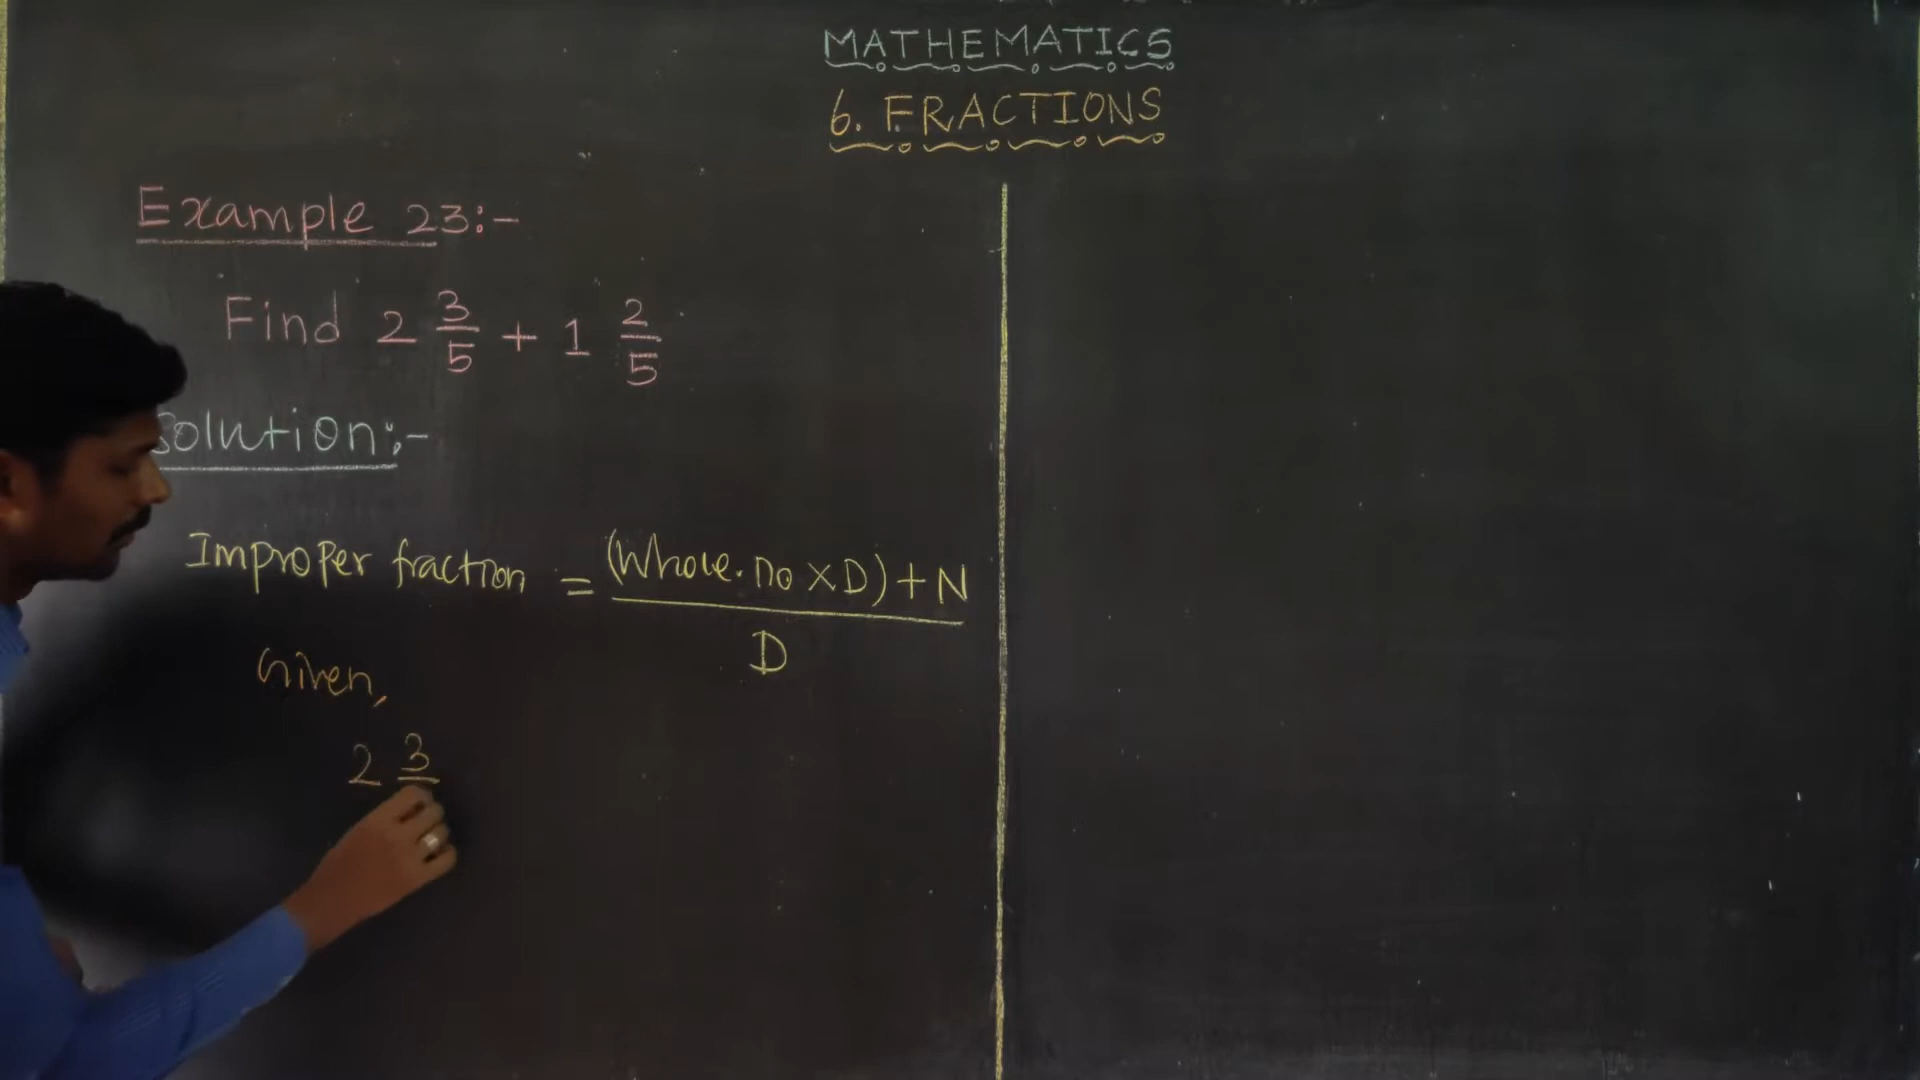 MATHEMATICS
6. FRACTIONS
Example 23:-
Find 2 3/5 + 1 2/5
Solution:-
Improper fraction = (Whole.no × D) + N / D
Given,
2 3